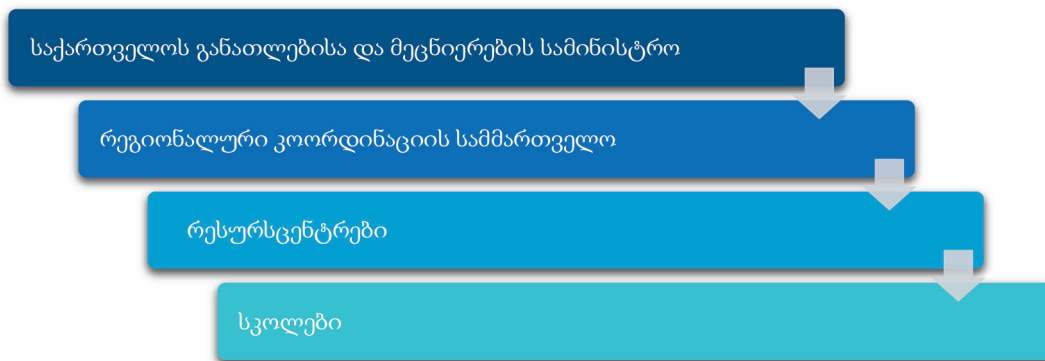 საქართველოს განათლებისა და მეცნიერების სამინისტრო
რეგიონალური კოორდინაციის სამმართველო
რესურსცენტრები
სკოლები